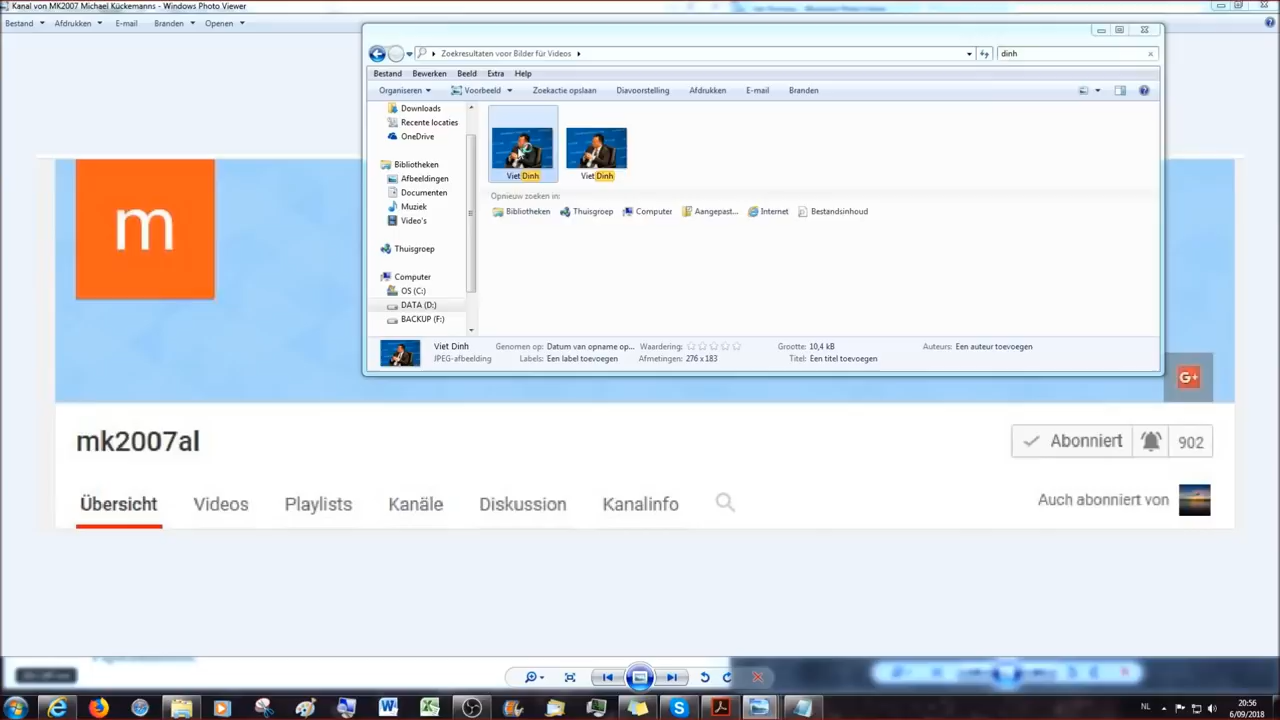 Kanal von MK2007 Michael Kückemanns - Windows Photo Viewer
Bestand Afdrukken E-mail Branden Openen
Zoekresultaten voor Bilder für Videos
dinh
Bestand Bewerken Beeld Extra Help
Organiseren Voorbeeld Zoekactie opslaan Diavoorstelling Afdrukken E-mail Branden
Downloads
Recente locaties
OneDrive
Bibliotheken
Afbeeldingen
Documenten
Muziek
Video's
Thuisgroep
Computer
OS (C:)
DATA (D:)
BACKUP (F:)
Viet Dinh
Viet Dinh
Opnieuw zoeken in:
Bibliotheken Thuisgroep Computer Aangepast... Internet Bestandsinhoud
Viet Dinh Genomen op: Datum van opname op... Waardering: Grootte: 10,4 kB Auteurs: Een auteur toevoegen
JPEG-afbeelding Labels: Een label toevoegen Afmetingen: 276 x 183 Titel: Een titel toevoegen
m
G+
mk2007al
Abonniert 902
Übersicht Videos Playlists Kanäle Diskussion Kanalinfo
Auch abonniert von
NL
20:56
6/09/2018